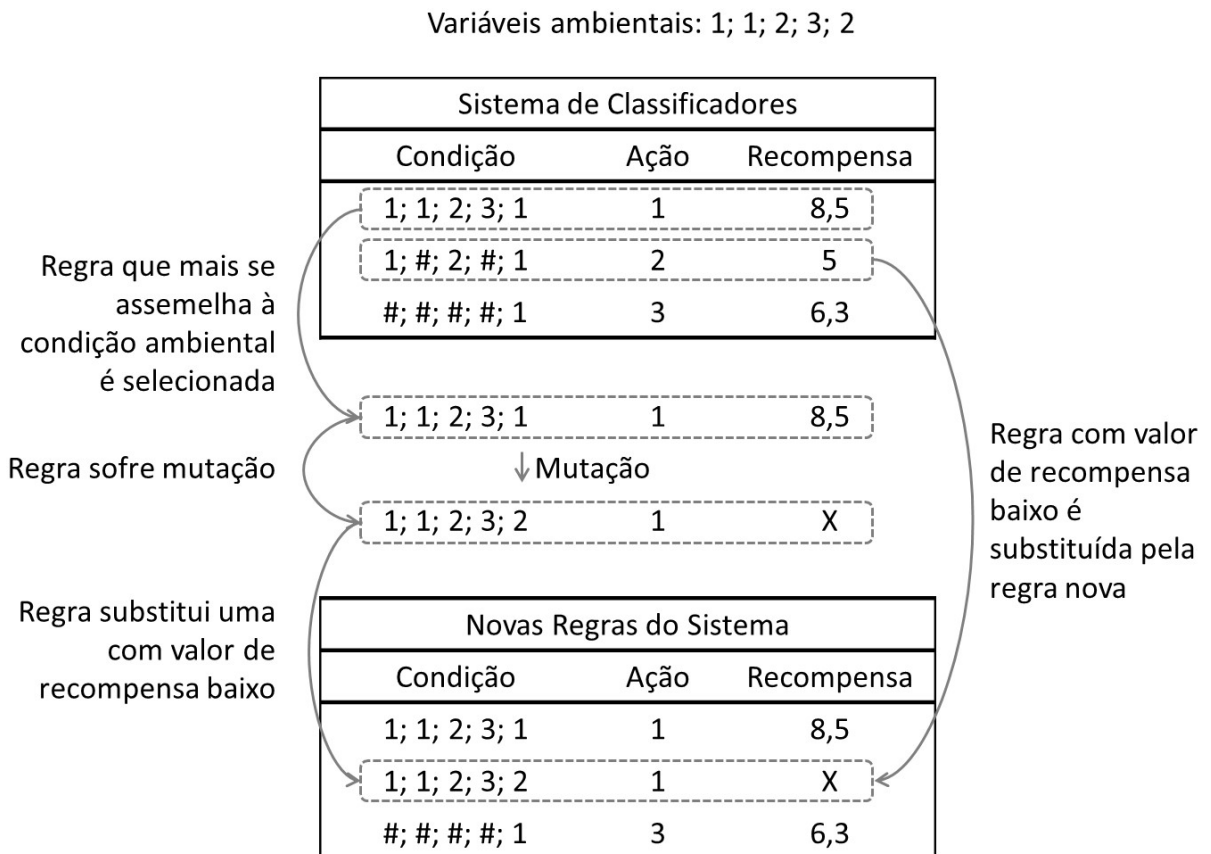 Variáveis ambientais: 1; 1; 2; 3; 2
Sistema de Classificadores
Condição Ação Recompensa
1; 1; 2; 3; 1 1 8,5
1; #; 2; #; 1 2 5
#; #; #; #; 1 3 6,3
Regra que mais se
assemelha à
condição ambiental
é selecionada
1; 1; 2; 3; 1 1 8,5
Regra sofre mutação
Mutação
1; 1; 2; 3; 2 1 X
Regra com valor
de recompensa
baixo é
substituída pela
regra nova
Regra substitui uma
com valor de
recompensa baixo
Novas Regras do Sistema
Condição Ação Recompensa
1; 1; 2; 3; 1 1 8,5
1; 1; 2; 3; 2 1 X
#; #; #; #; 1 3 6,3